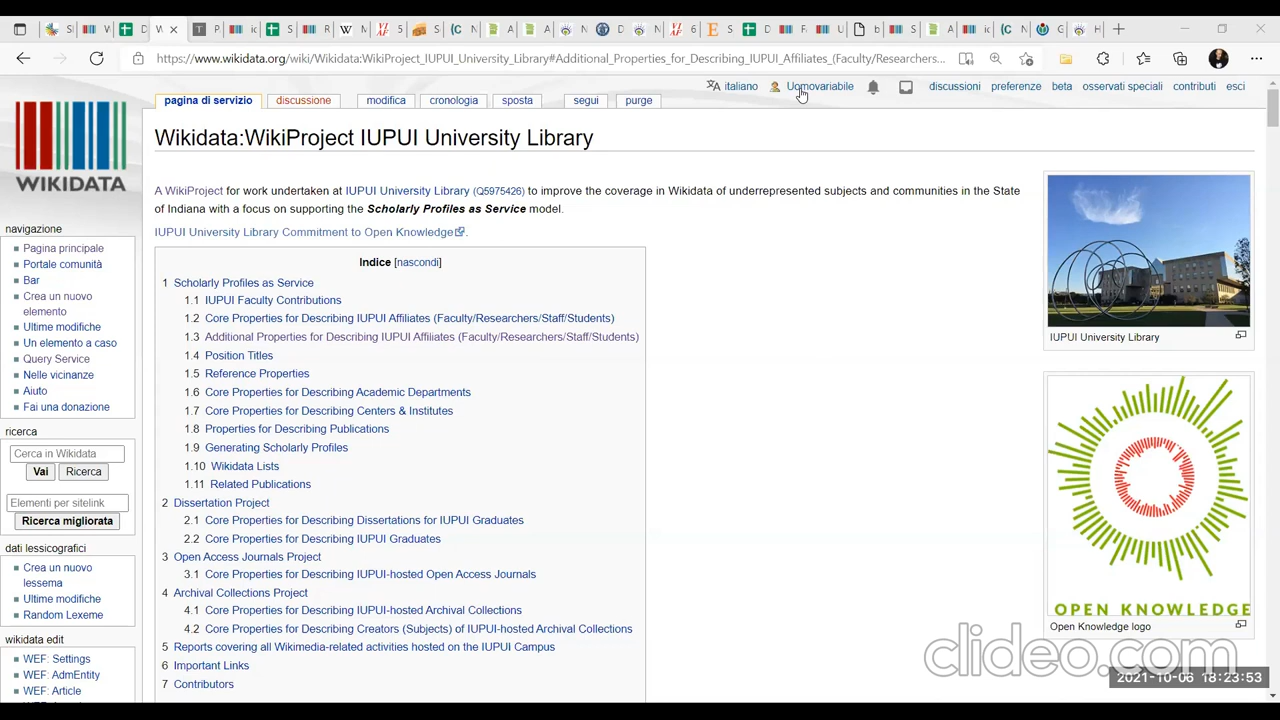 https://www.wikidata.org/wiki/Wikidata:WikiProject_IUPUI_University_Library#Additional_Properties_for_Describing_IUPUI_Affiliates_(Faculty/Researchers...
italiano Uomovariabile discussioni preferenze beta osservati speciali contributi esci
pagina di servizio discussione modifica cronologia sposta segui purge
WIKIDATA
Wikidata:WikiProject IUPUI University Library
A WikiProject for work undertaken at IUPUI University Library (Q5975426) to improve the coverage in Wikidata of underrepresented subjects and communities in the State
of Indiana with a focus on supporting the Scholarly Profiles as Service model.
IUPUI University Library Commitment to Open Knowledge.
Indice [nascondi]
1 Scholarly Profiles as Service
1.1 IUPUI Faculty Contributions
1.2 Core Properties for Describing IUPUI Affiliates (Faculty/Researchers/Staff/Students)
1.3 Additional Properties for Describing IUPUI Affiliates (Faculty/Researchers/Staff/Students)
1.4 Position Titles
1.5 Reference Properties
1.6 Core Properties for Describing Academic Departments
1.7 Core Properties for Describing Centers & Institutes
1.8 Properties for Describing Publications
1.9 Generating Scholarly Profiles
1.10 Wikidata Lists
1.11 Related Publications
2 Dissertation Project
2.1 Core Properties for Describing Dissertations for IUPUI Graduates
2.2 Core Properties for Describing IUPUI Graduates
3 Open Access Journals Project
3.1 Core Properties for Describing IUPUI-hosted Open Access Journals
4 Archival Collections Project
4.1 Core Properties for Describing IUPUI-hosted Archival Collections
4.2 Core Properties for Describing Creators (Subjects) of IUPUI-hosted Archival Collections
5 Reports covering all Wikimedia-related activities hosted on the IUPUI Campus
6 Important Links
7 Contributors
navigazione
Pagina principale
Portale comunità
Bar
Crea un nuovo
elemento
Ultime modifiche
Un elemento a caso
Query Service
Nelle vicinanze
Aiuto
Fai una donazione
ricerca
Cerca in Wikidata
Vai Ricerca
Elementi per sitelink
Ricerca migliorata
dati lessicografici
Crea un nuovo
lessema
Ultime modifiche
Random Lexeme
wikidata edit
WEF: Settings
WEF: AdmEntity
WEF: Article
IUPUI University Library
OPEN KNOWLEDGE
Open Knowledge logo
clideo.com
2021-10-06 18:23:53